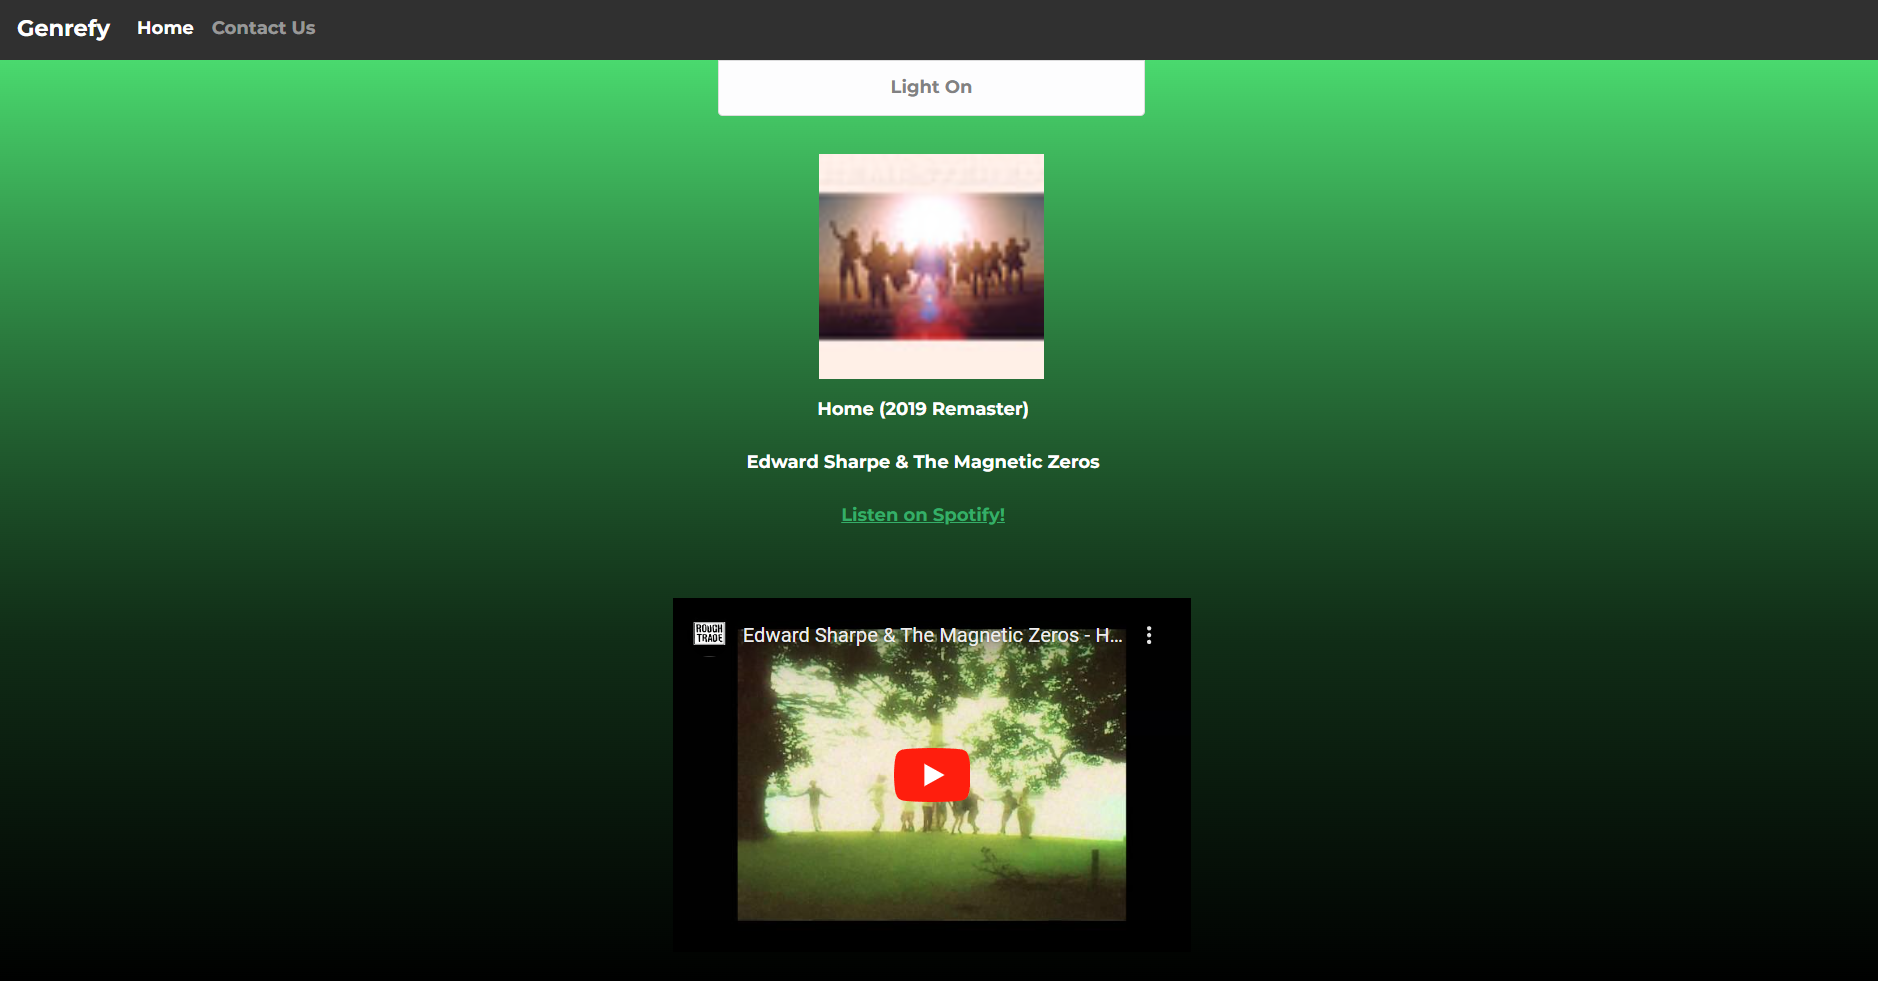 Genrefy Home Contact Us
Light On
Home (2019 Remaster)
Edward Sharpe & The Magnetic Zeros
Listen on Spotify!
ROUGH
TRADE
Edward Sharpe & The Magnetic Zeros - H...